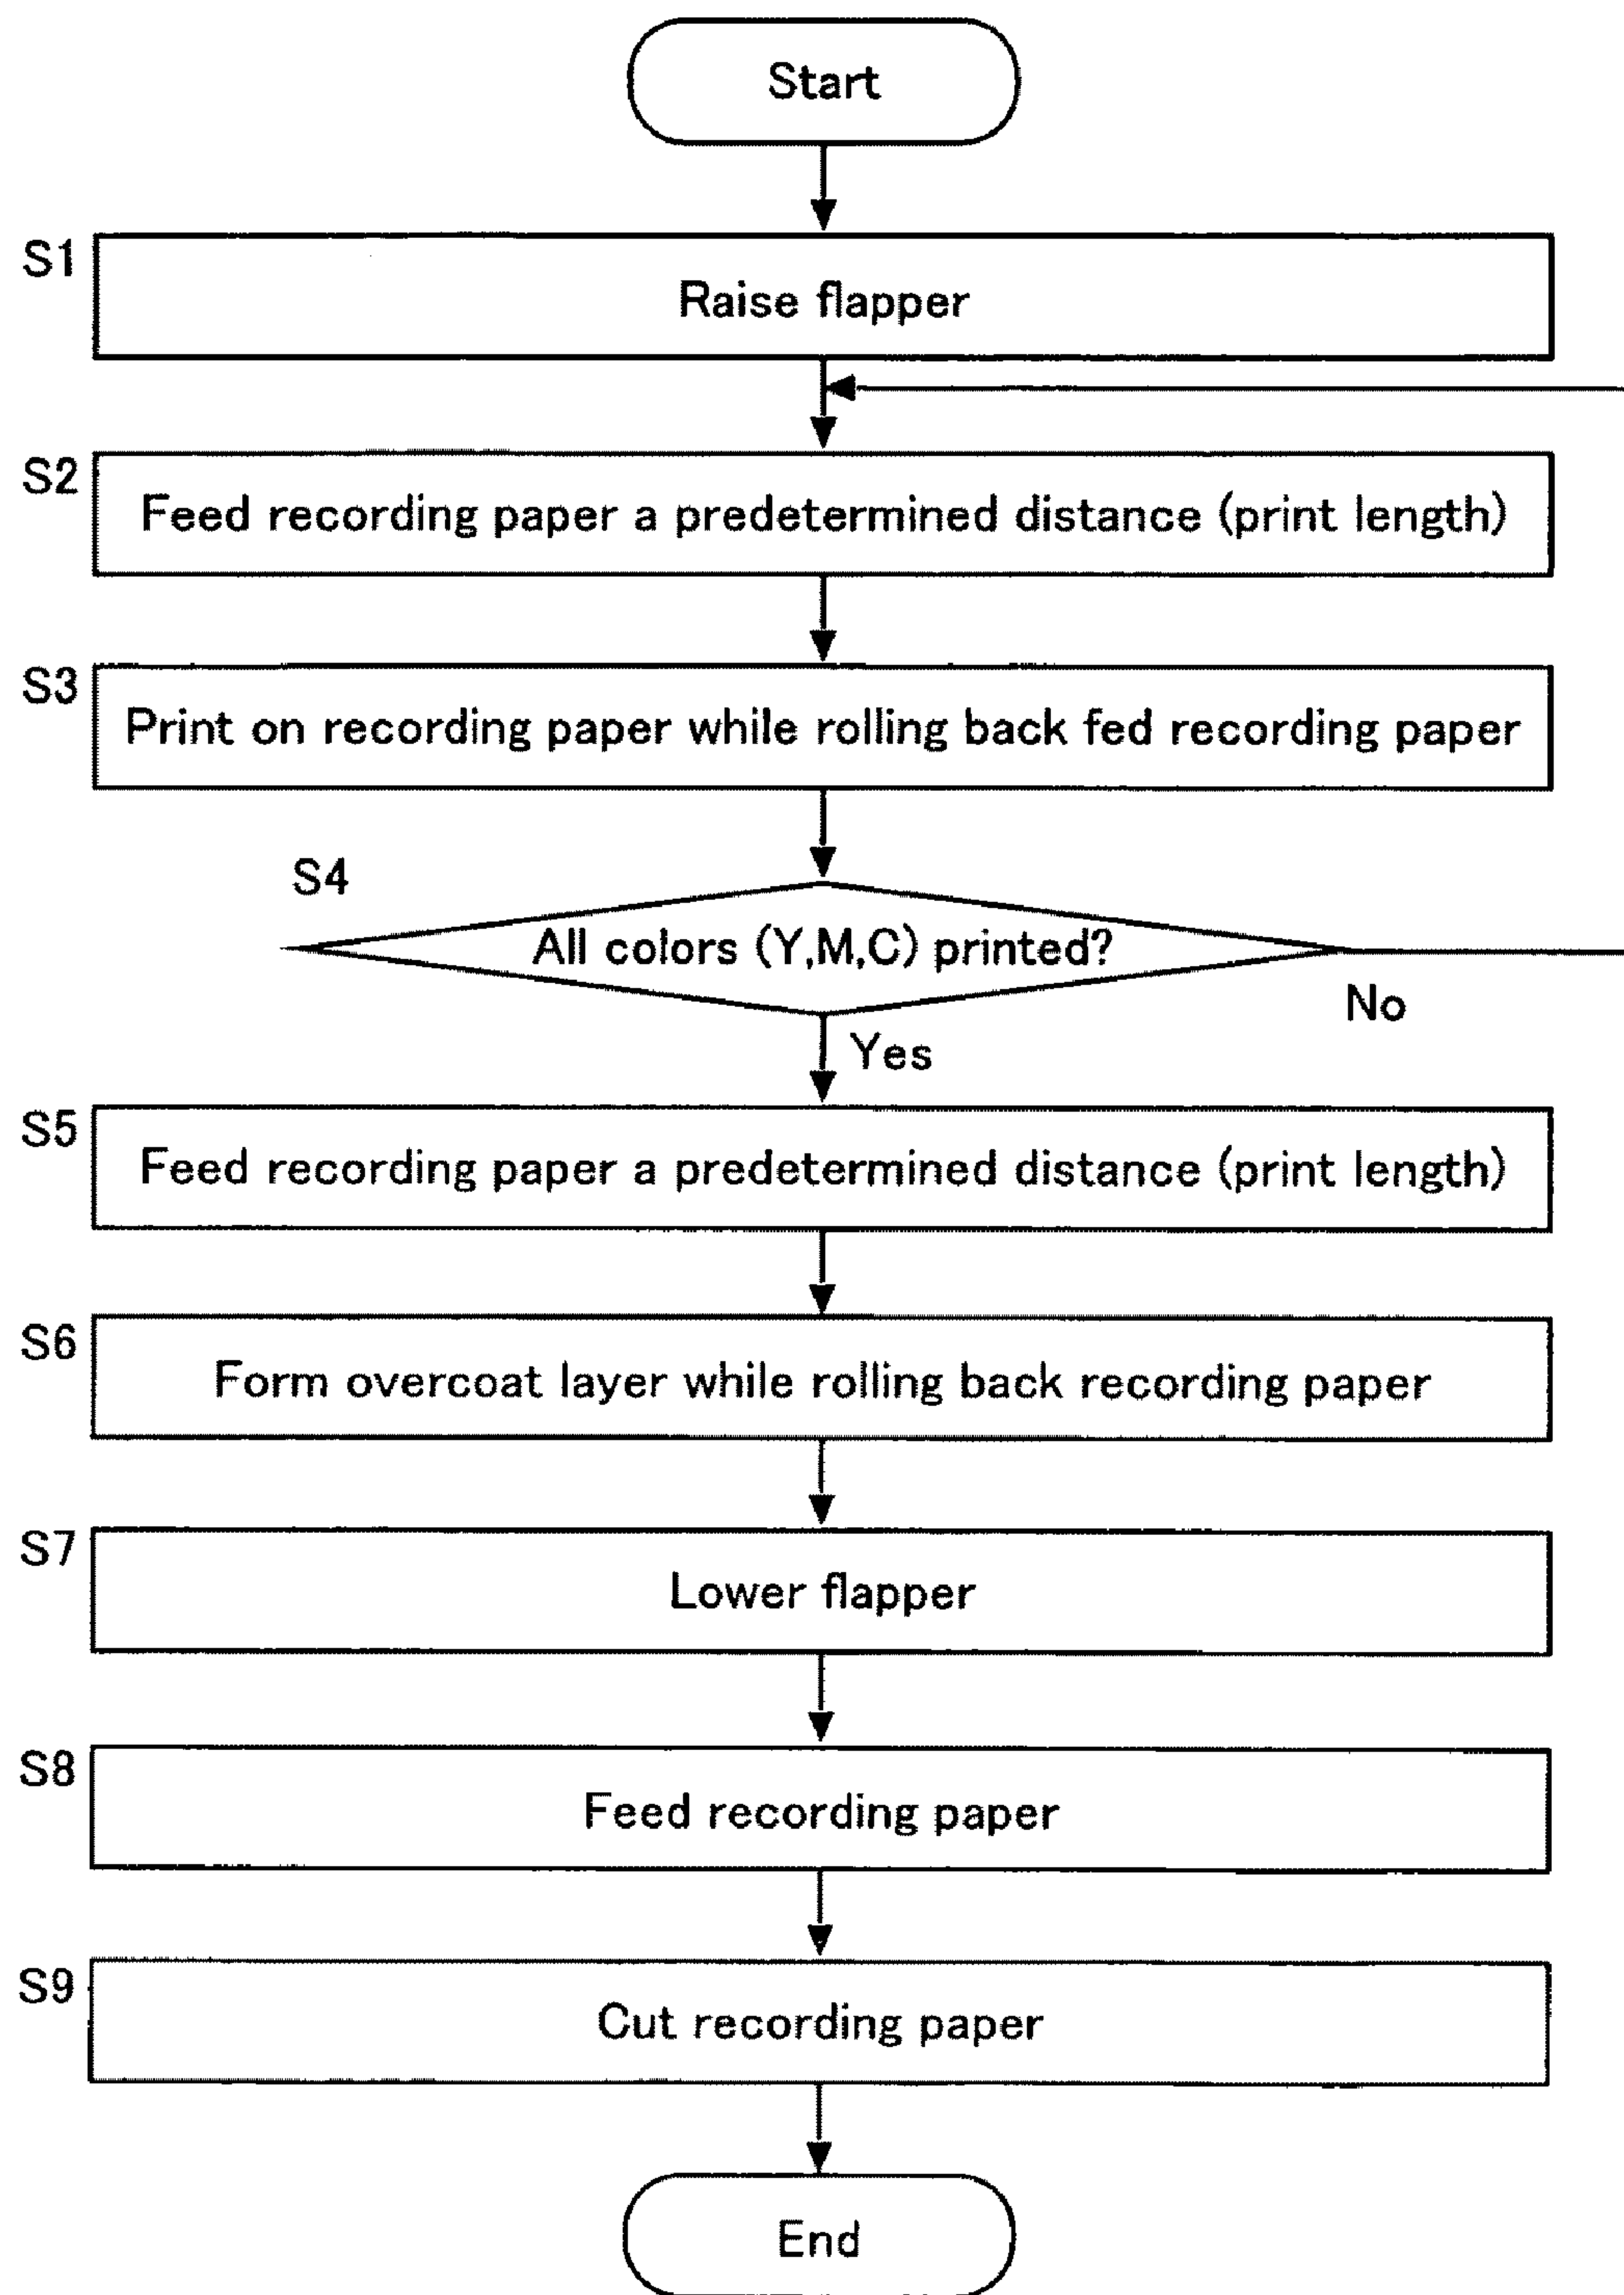 Start
S1
Raise flapper
S2
Feed recording paper a predetermined distance (print length)
S3
Print on recording paper while rolling back fed recording paper
S4
All colors (Y,M,C) printed?
No
Yes
S5
Feed recording paper a predetermined distance (print length)
S6
Form overcoat layer while rolling back recording paper
S7
Lower flapper
S8
Feed recording paper
S9
Cut recording paper
End